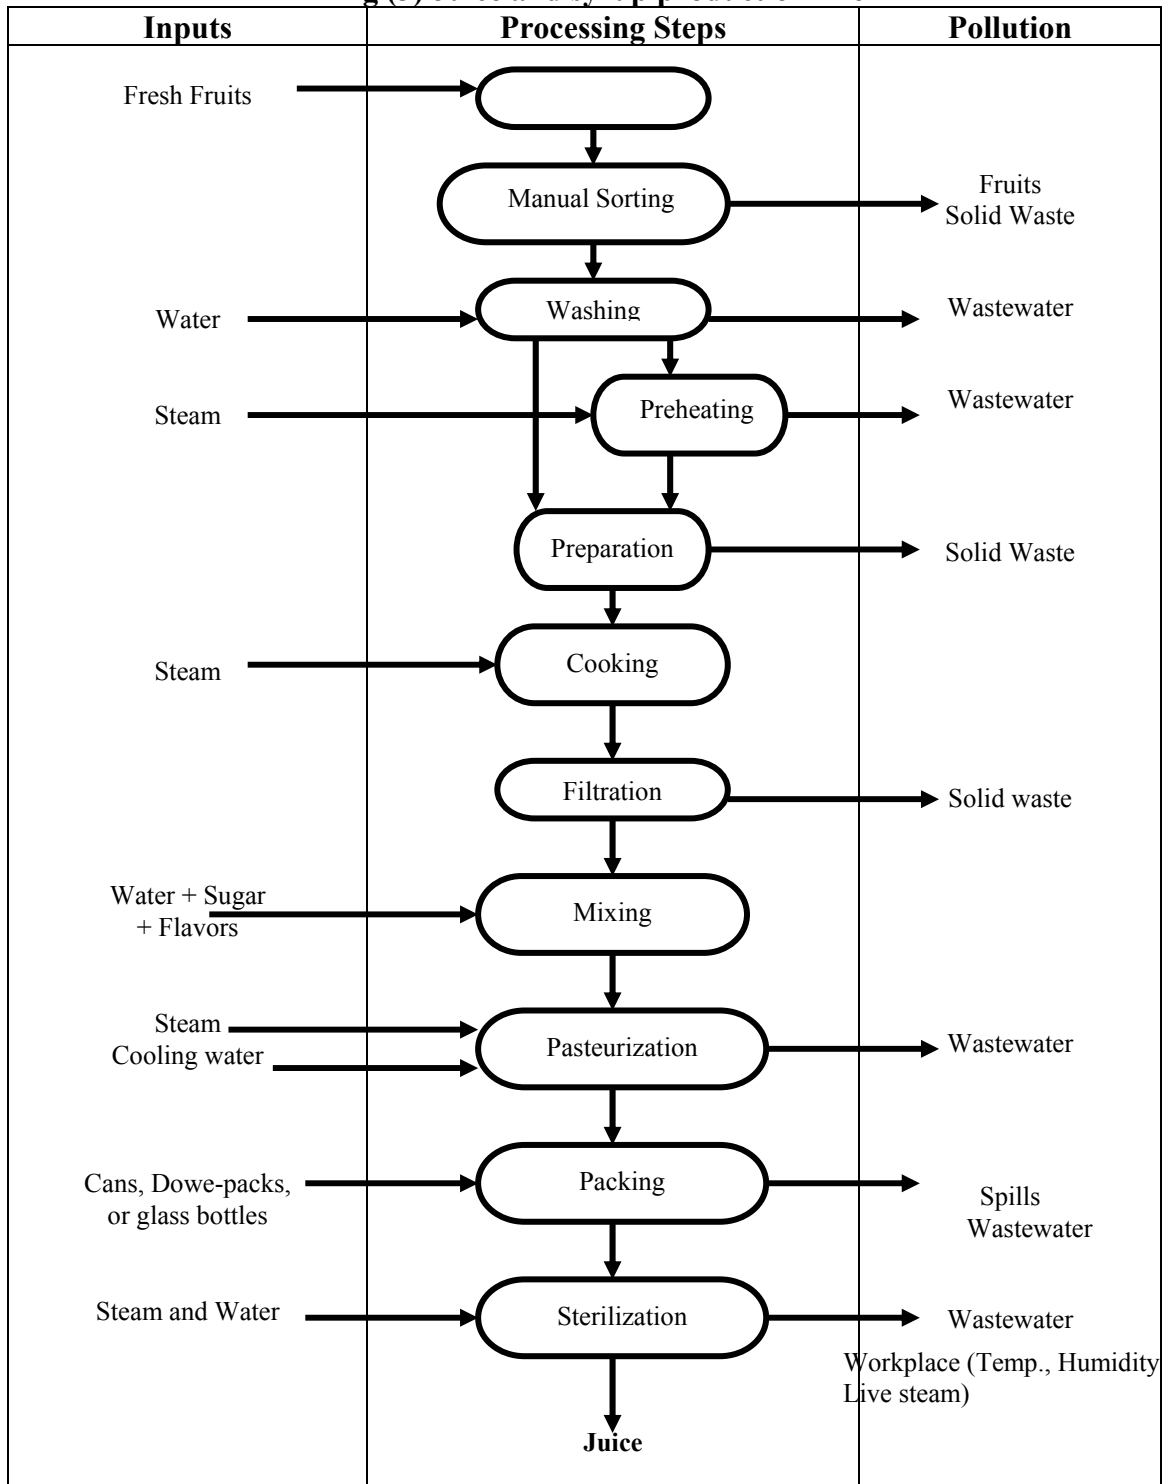 Inputs
Processing Steps
Pollution
Fresh Fruits
Manual Sorting
Fruits
Solid Waste
Water
Washing
Wastewater
Steam
Preheating
Wastewater
Preparation
Solid Waste
Steam
Cooking
Filtration
Solid waste
Water + Sugar
+ Flavors
Mixing
Steam
Cooling water
Pasteurization
Wastewater
Cans, Dowe-packs,
or glass bottles
Packing
Spills
Wastewater
Steam and Water
Sterilization
Wastewater
Workplace (Temp., Humidity
Live steam)
Juice